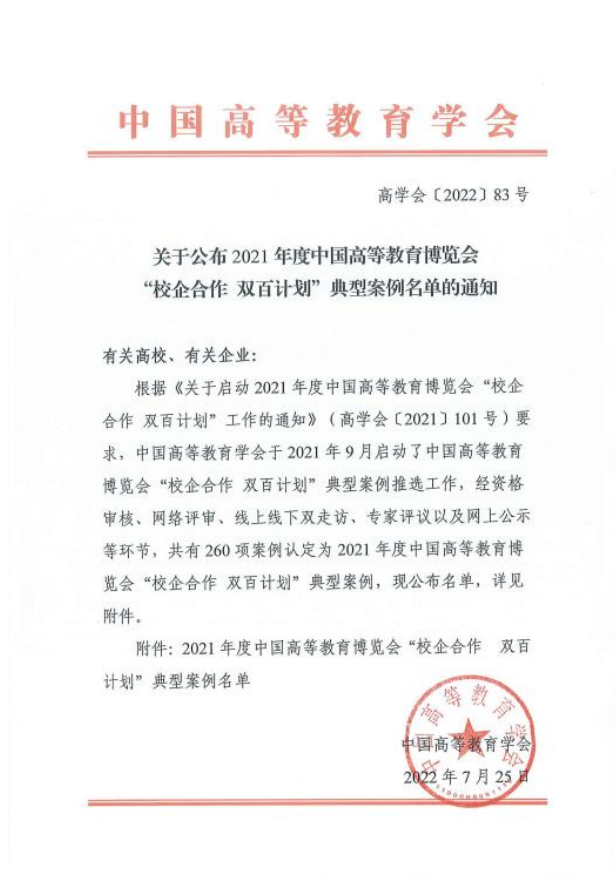 中国高等教育学会
高学会〔2022〕83号
关于公布2021年度中国高等教育博览会
“校企合作 双百计划”典型案例名单的通知
有关高校、有关企业：
根据《关于启动2021年度中国高等教育博览会“校企
合作 双百计划”工作的通知》（高学会〔2021〕101号）要
求，中国高等教育学会于2021年9月启动了中国高等教育
博览会“校企合作 双百计划”典型案例推选工作，经资格
审核、网络评审、线上线下双走访、专家评议以及网上公示
等环节，共有260项案例认定为2021年度中国高等教育博
览会“校企合作 双百计划”典型案例，现公布名单，详见
附件。
附件：2021年度中国高等教育博览会“校企合作 双百
计划”典型案例名单
中国高等教育学会
中国高等教育学会
2022年7月25日